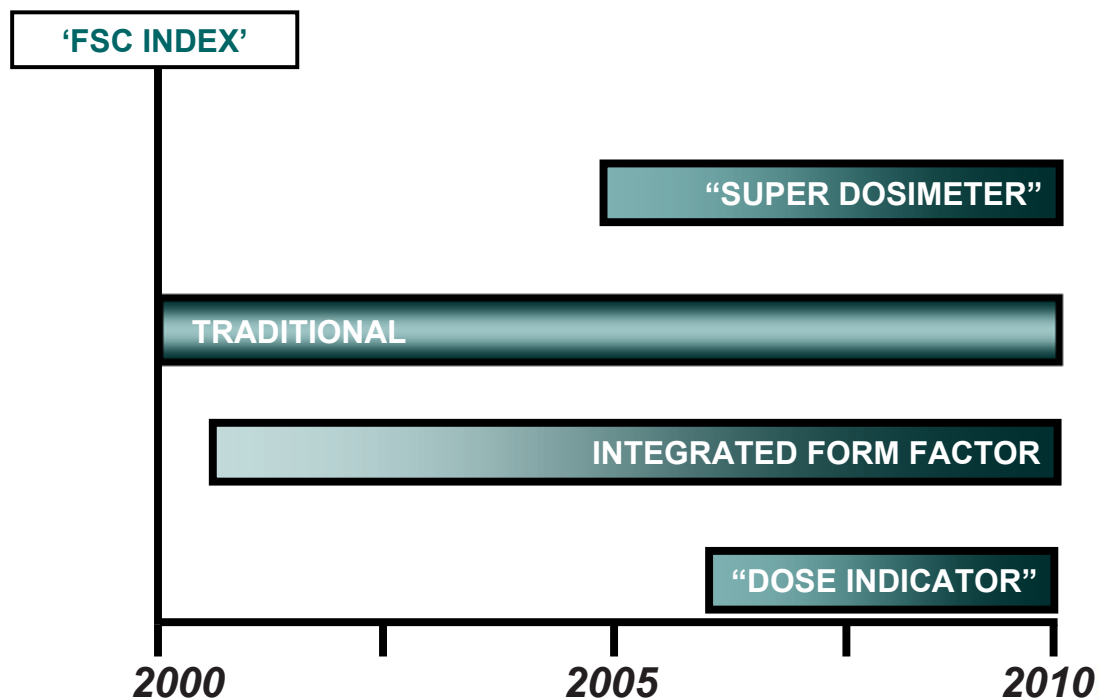 ‘FSC INDEX’
“SUPER DOSIMETER”
TRADITIONAL
INTEGRATED FORM FACTOR
“DOSE INDICATOR”
2000 2005 2010